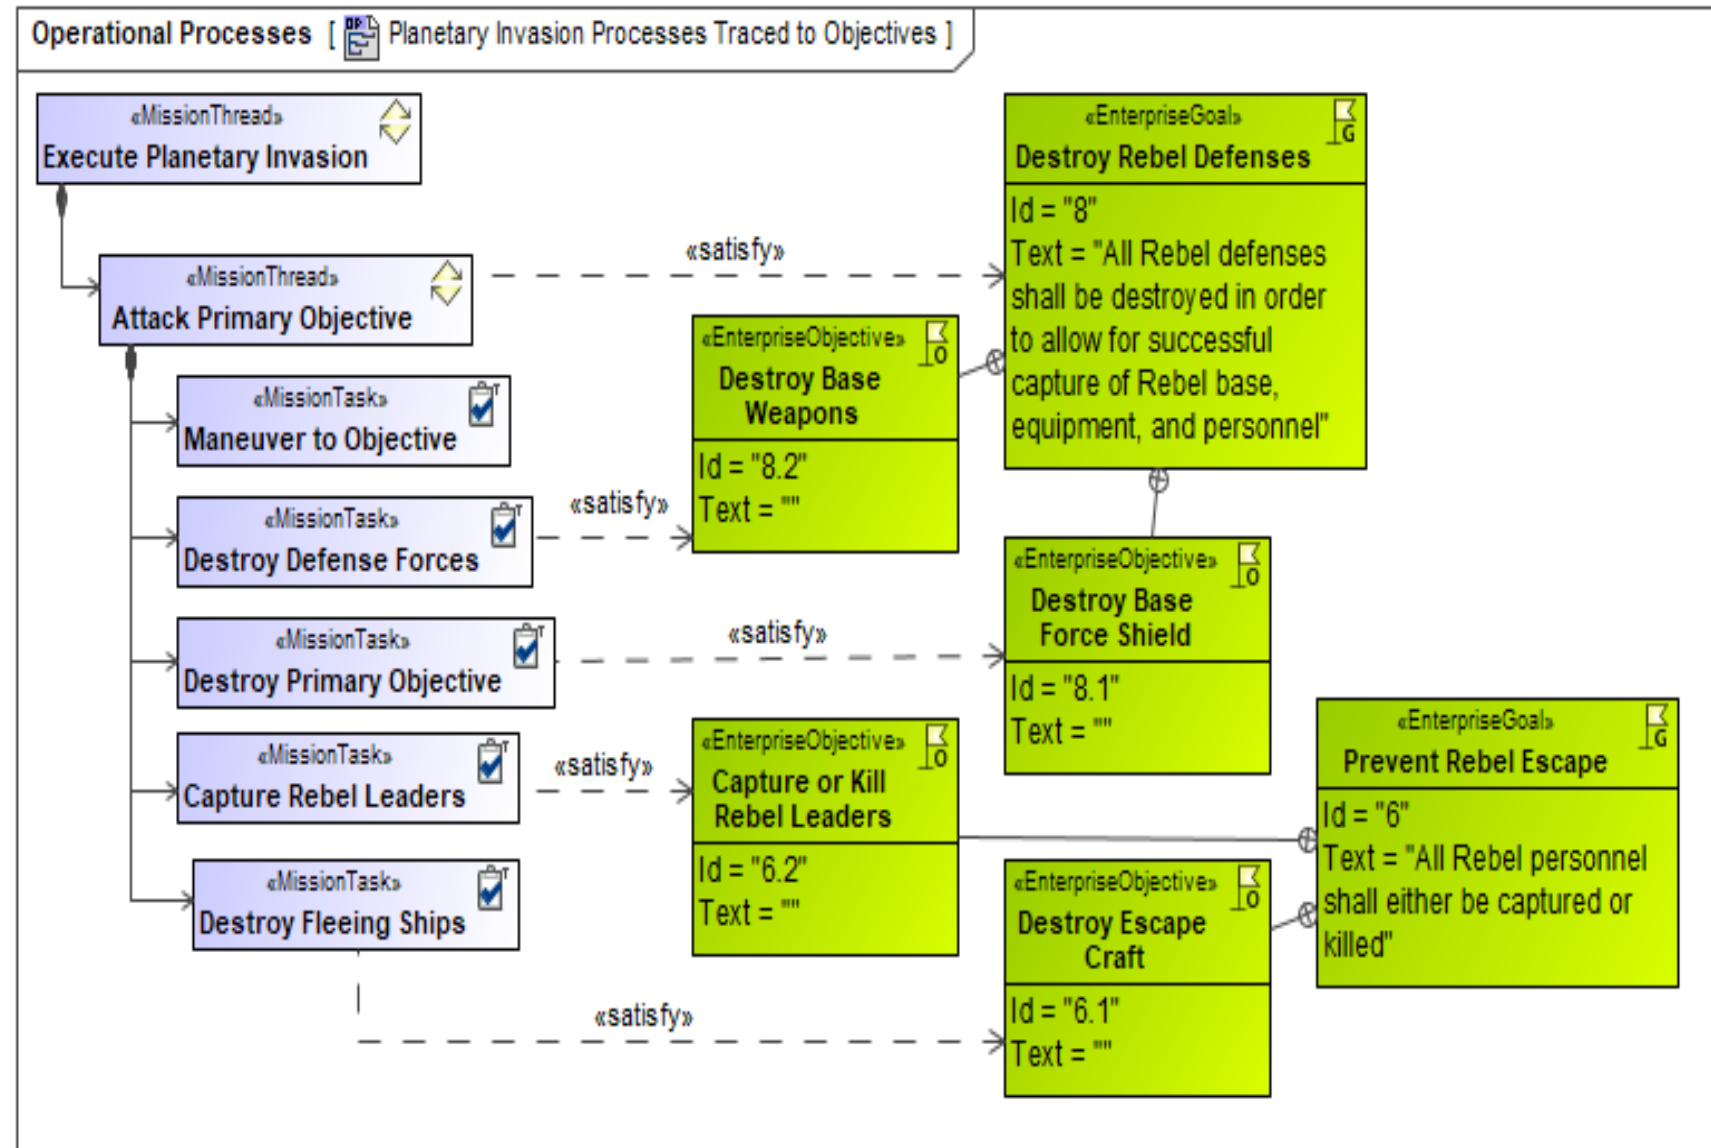 Operational Processes [ OP Planetary Invasion Processes Traced to Objectives ]
«MissionThread»
Execute Planetary Invasion
«MissionThread»
Attack Primary Objective
«MissionTask»
T
Maneuver to Objective
«MissionTask»
T
Destroy Defense Forces
«MissionTask»
T
Destroy Primary Objective
«MissionTask»
T
Capture Rebel Leaders
«MissionTask»
T
Destroy Fleeing Ships
«satisfy»
«satisfy»
«satisfy»
«satisfy»
«satisfy»
«EnterpriseGoal»
G
Destroy Rebel Defenses
Id = "8"
Text = "All Rebel defenses
shall be destroyed in order
to allow for successful
capture of Rebel base,
equipment, and personnel"
«EnterpriseObjective»
O
Destroy Base
Weapons
Id = "8.2"
Text = ""
«EnterpriseObjective»
O
Destroy Base
Force Shield
Id = "8.1"
Text = ""
«EnterpriseObjective»
O
Capture or Kill
Rebel Leaders
Id = "6.2"
Text = ""
«EnterpriseObjective»
O
Destroy Escape
Craft
Id = "6.1"
Text = ""
«EnterpriseGoal»
G
Prevent Rebel Escape
Id = "6"
Text = "All Rebel personnel
shall either be captured or
killed"